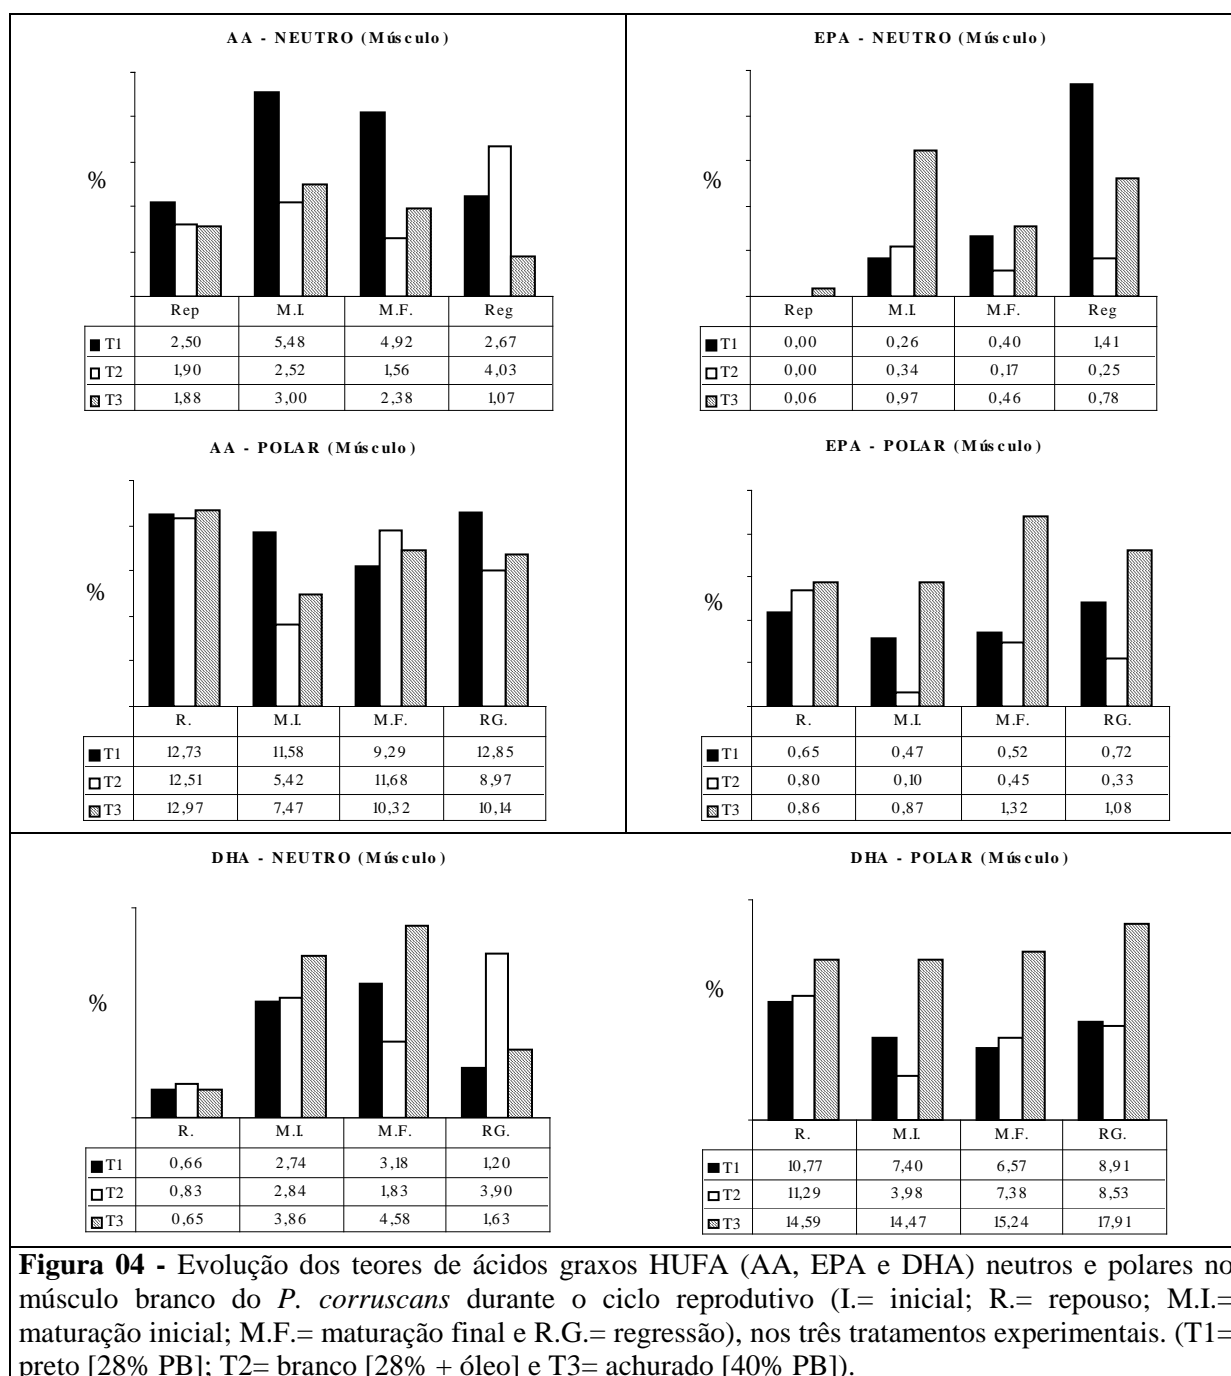 AA - NEUTRO (Músculo)
%
Rep M.I. M.F. Reg
T1 2,50 5,48 4,92 2,67
T2 1,90 2,52 1,56 4,03
T3 1,88 3,00 2,38 1,07
EPA - NEUTRO (Músculo)
%
Rep M.I. M.F. Reg
T1 0,00 0,26 0,40 1,41
T2 0,00 0,34 0,17 0,25
T3 0,06 0,97 0,46 0,78
AA - POLAR (Músculo)
%
R. M.I. M.F. RG.
T1 12,73 11,58 9,29 12,85
T2 12,51 5,42 11,68 8,97
T3 12,97 7,47 10,32 10,14
EPA - POLAR (Músculo)
%
R. M.I. M.F. RG.
T1 0,65 0,47 0,52 0,72
T2 0,80 0,10 0,45 0,33
T3 0,86 0,87 1,32 1,08
DHA - NEUTRO (Músculo)
%
R. M.I. M.F. RG.
T1 0,66 2,74 3,18 1,20
T2 0,83 2,84 1,83 3,90
T3 0,65 3,86 4,58 1,63
DHA - POLAR (Músculo)
%
R. M.I. M.F. RG.
T1 10,77 7,40 6,57 8,91
T2 11,29 3,98 7,38 8,53
T3 14,59 14,47 15,24 17,91
Figura 04 - Evolução dos teores de ácidos graxos HUFA (AA, EPA e DHA) neutros e polares no
músculo branco do P. corruscans durante o ciclo reprodutivo (I.= inicial; R.= repouso; M.I.=
maturação inicial; M.F.= maturação final e R.G.= regressão), nos três tratamentos experimentais. (T1=
preto [28% PB]; T2= branco [28% + óleo] e T3= achurado [40% PB]).